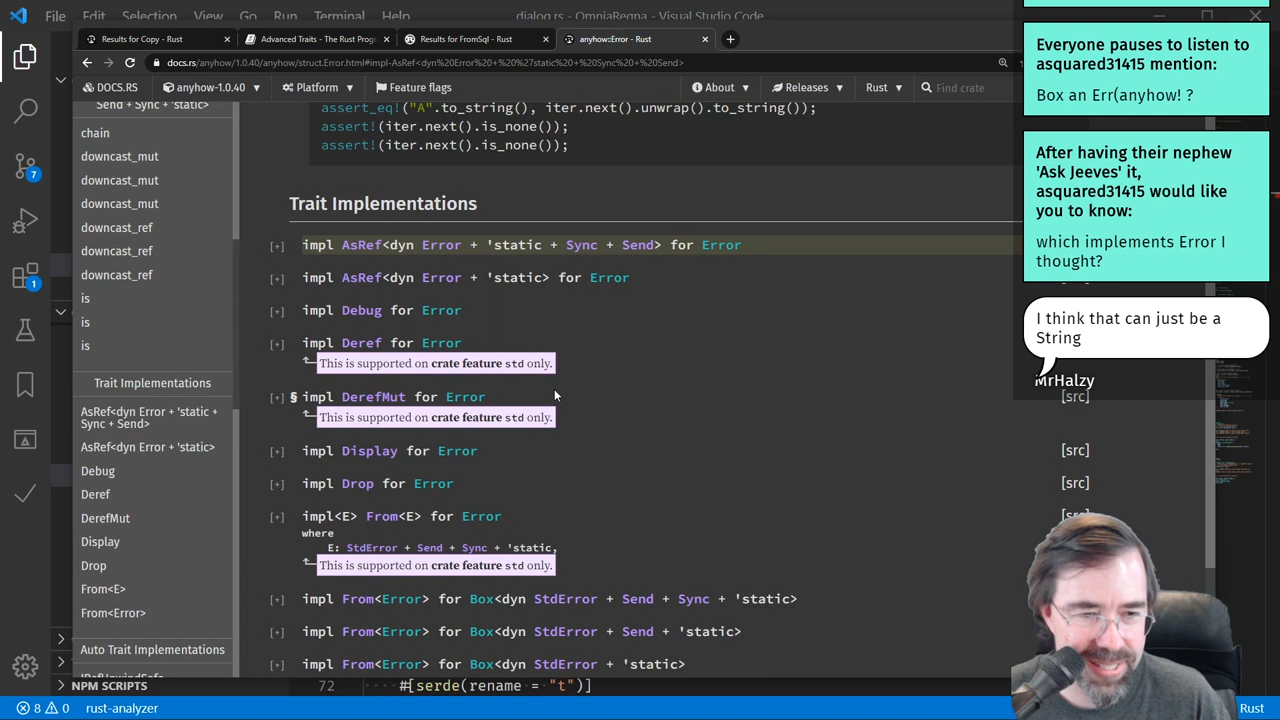 File Edit Selection View Go Run Terminal Help dialog.rs - OmniaRegna - Visual Studio Code
Results for Copy - Rust Advanced Traits - The Rust Prog Results for FromSql - Rust anyhow::Error - Rust
docs.rs/anyhow/1.0.40/anyhow/struct.Error.html#impl-AsRef<dyn%20Error%20+%20%27static%20+%20Sync%20+%20Send>
DOCS.RS anyhow-1.0.40 Platform Feature flags About Releases Rust Find crate
Send + Sync + 'static>
chain
downcast_mut
downcast_mut
downcast_mut
downcast_ref
downcast_ref
downcast_ref
is
is
is
Trait Implementations
AsRef<dyn Error + 'static +
Sync + Send>
AsRef<dyn Error + 'static>
Debug
Deref
DerefMut
Display
Drop
From<E>
From<Error>
Auto Trait Implementations
!RefUnwindSafe
NPM SCRIPTS
assert_eq!("A".to_string(), iter.next().unwrap().to_string());
assert!(iter.next().is_none());
assert!(iter.next().is_none());
Trait Implementations
[+] impl AsRef<dyn Error + 'static + Sync + Send> for Error
[+] impl AsRef<dyn Error + 'static> for Error
[+] impl Debug for Error
[+] impl Deref for Error
This is supported on crate feature std only.
[+] § impl DerefMut for Error [src]
This is supported on crate feature std only.
[+] impl Display for Error [src]
[+] impl Drop for Error [src]
[+] impl<E> From<E> for Error [src]
where
E: StdError + Send + Sync + 'static,
This is supported on crate feature std only.
[+] impl From<Error> for Box<dyn StdError + Send + Sync + 'static>
[+] impl From<Error> for Box<dyn StdError + Send + 'static>
[+] impl From<Error> for Box<dyn StdError + 'static>
72 ····#[serde(rename = "t")]
Everyone pauses to listen to
asquared31415 mention:
Box an Err(anyhow! ?
After having their nephew
'Ask Jeeves' it,
asquared31415 would like
you to know:
which implements Error I
thought?
I think that can just be a
String
MrHalzy
7
1
8 0 rust-analyzer Rust